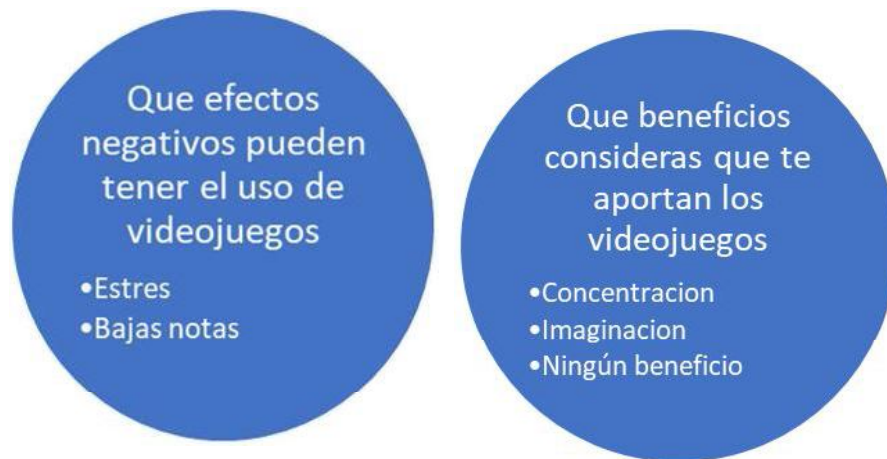 Que efectos
negativos pueden
tener el uso de
videojuegos
•Estres
•Bajas notas
Que beneficios
consideras que te
aportan los
videojuegos
•Concentracion
•Imaginacion
•Ningún beneficio